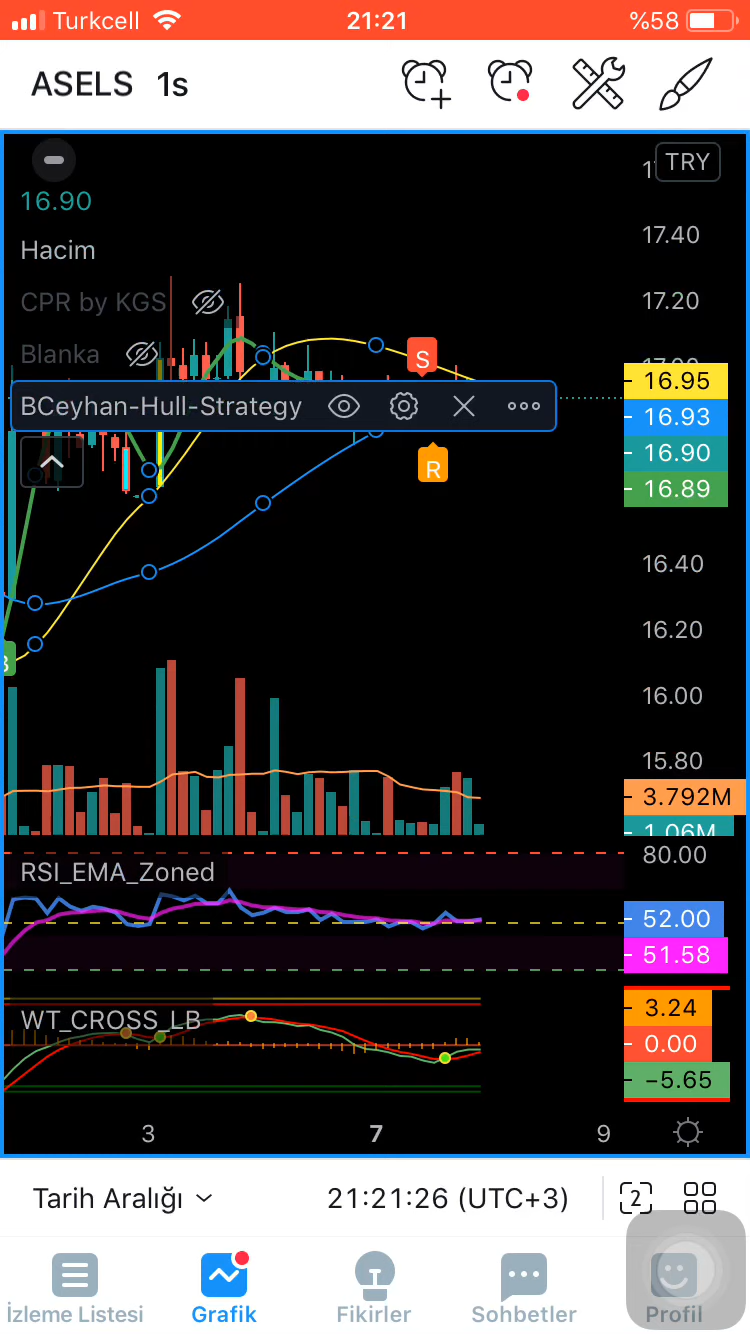 Turkcell 21:21 %58
ASELS 1s
TRY
16.90
17.40
Hacim
17.20
CPR by KGS
Blanka
S
16.95
BCeyhan-Hull-Strategy
16.93
16.90
R
16.89
16.40
16.20
16.00
15.80
3.792M
1.06M
80.00
RSI_EMA_Zoned
52.00
51.58
3.24
WT_CROSS_LB
0.00
−5.65
3 7 9
Tarih Aralığı 21:21:26 (UTC+3) 2
İzleme Listesi Grafik Fikirler Sohbetler Profil